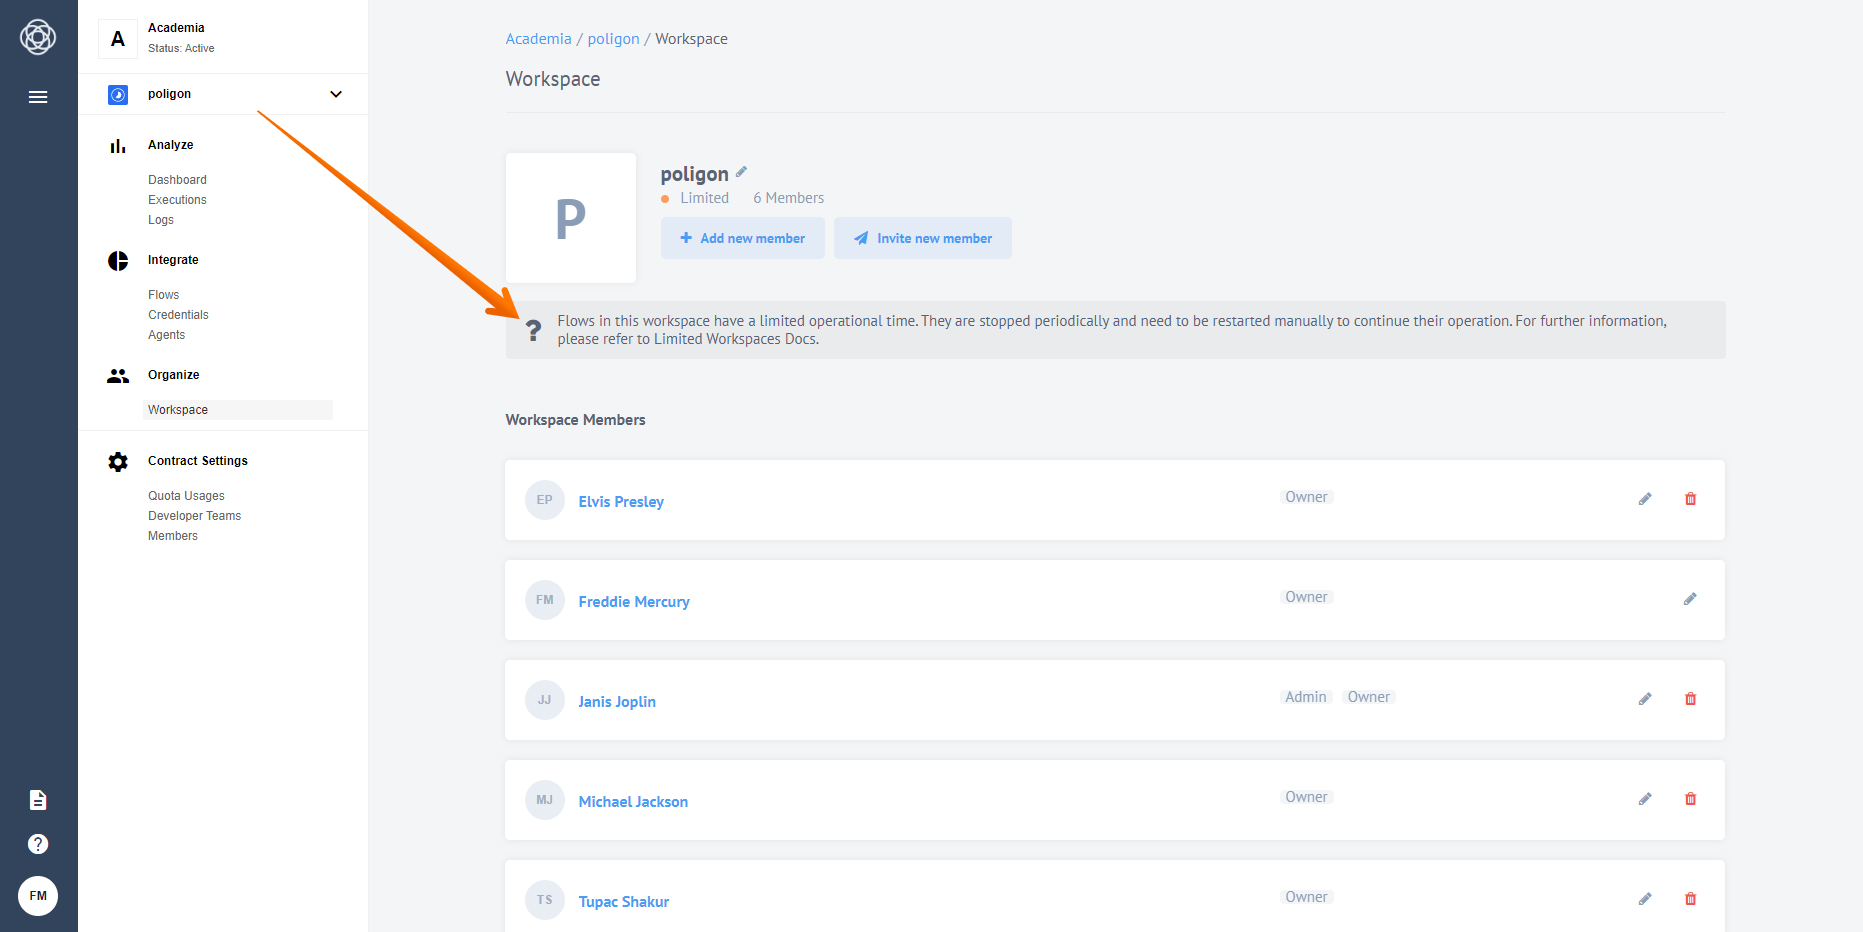 A
Academia
Status: Active
poligon
Analyze
Dashboard
Executions
Logs
Integrate
Flows
Credentials
Agents
Organize
Workspace
Contract Settings
Quota Usages
Developer Teams
Members
FM
Academia / poligon / Workspace
Workspace
P
poligon
Limited 6 Members
+ Add new member Invite new member
? Flows in this workspace have a limited operational time. They are stopped periodically and need to be restarted manually to continue their operation. For further information,
please refer to Limited Workspaces Docs.
Workspace Members
EP Elvis Presley Owner
FM Freddie Mercury Owner
JJ Janis Joplin Admin Owner
MJ Michael Jackson Owner
TS Tupac Shakur Owner